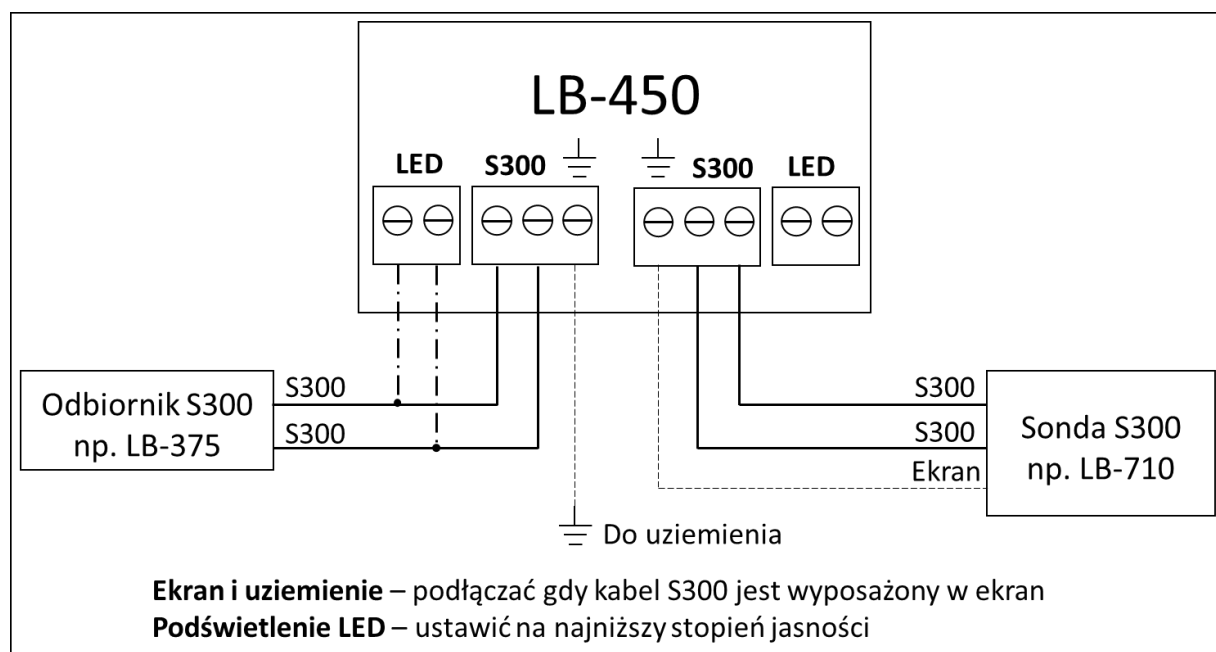 LB-450
LED S300 S300 LED
Odbiornik S300
np. LB-375
S300
S300
S300
S300
Ekran
Sonda S300
np. LB-710
Do uziemienia
Ekran i uziemienie – podłączać gdy kabel S300 jest wyposażony w ekran
Podświetlenie LED – ustawić na najniższy stopień jasności